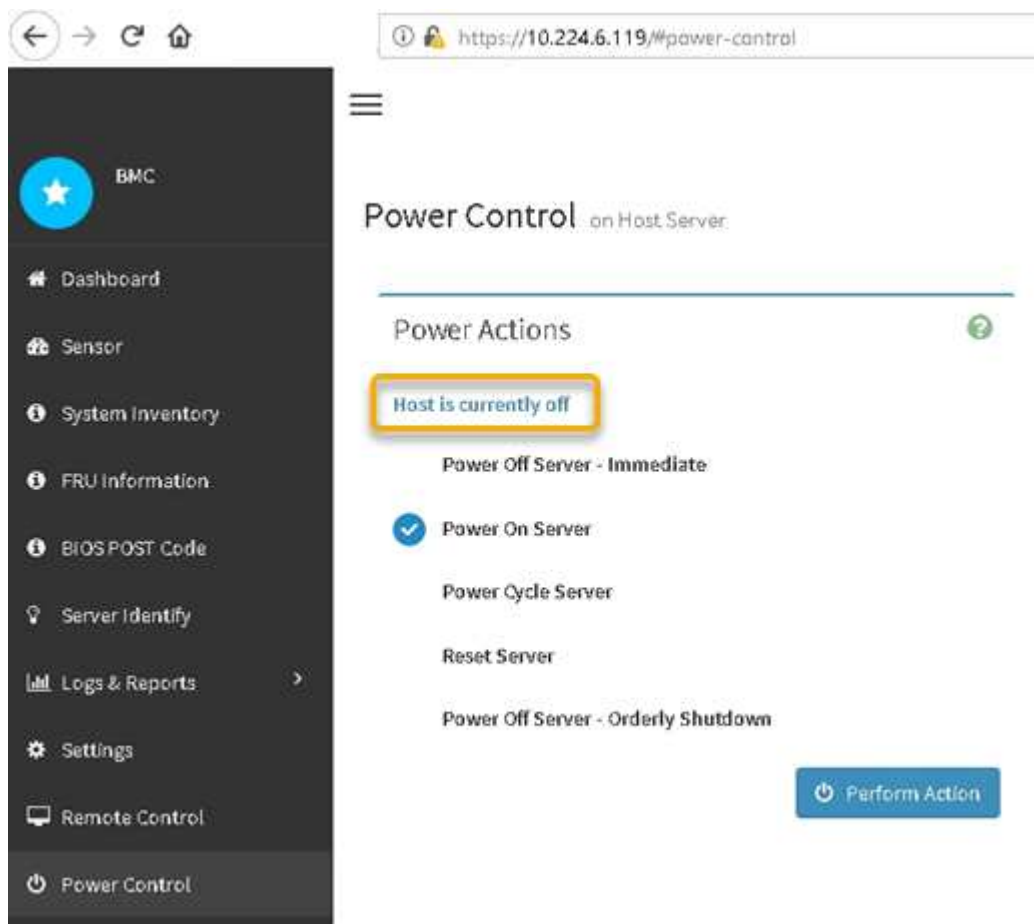 https://10.224.6.119/#power-control
BMC
Power Control on Host Server
Dashboard
Sensor
System Inventory
FRU Information
BIOS POST Code
Server Identify
Logs & Reports
Settings
Remote Control
Power Control
Power Actions
Host is currently off
Power Off Server - Immediate
Power On Server
Power Cycle Server
Reset Server
Power Off Server - Orderly Shutdown
Perform Action